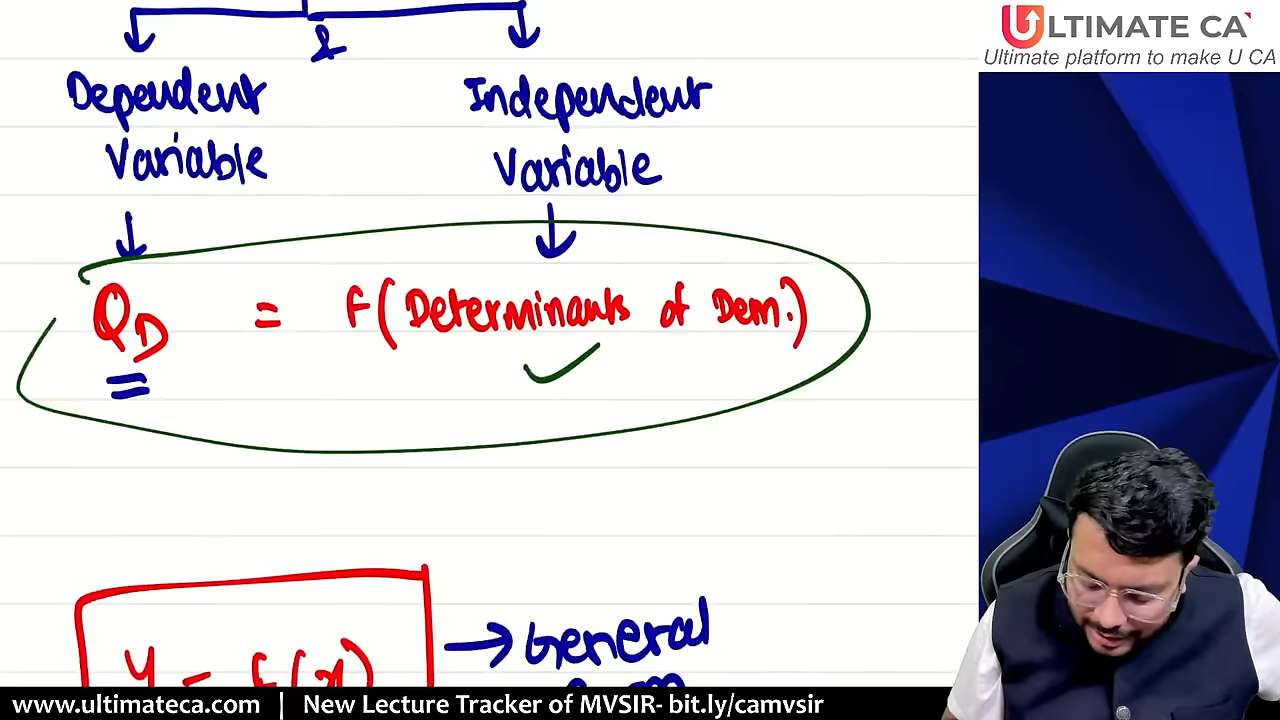 ULTIMATE CA
Ultimate platform to make U CA
&
Dependent Independent
Variable Variable
QD = f(Determinants of Dem.)
y = f(x) → General
www.ultimateca.com | New Lecture Tracker of MVSIR- bit.ly/camvsir